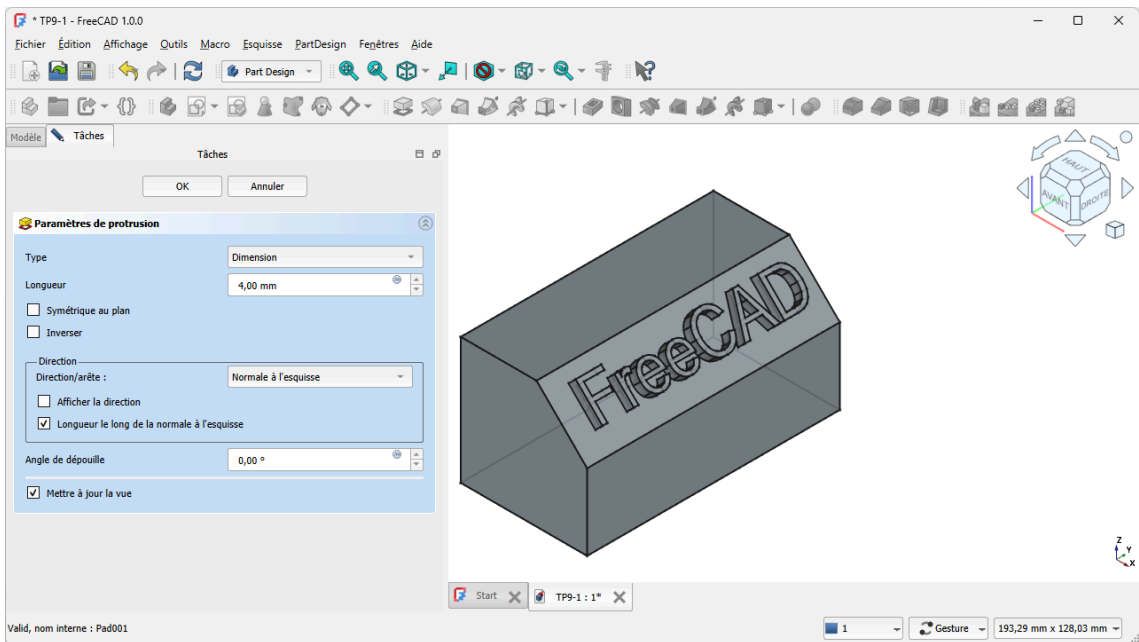 * TP9-1 - FreeCAD 1.0.0
Fichier Édition Affichage Outils Macro Esquisse PartDesign Fenêtres Aide
Part Design
Modèle Tâches
Tâches
OK Annuler
Paramètres de protrusion
Type Dimension
Longueur 4,00 mm
Symétrique au plan
Inverser
Direction
Direction/arête : Normale à l'esquisse
Afficher la direction
Longueur le long de la normale à l'esquisse
Angle de dépouille 0,00 °
Mettre à jour la vue
HAUT
AVANT DROITE
FreeCAD
Z
Y
X
Start TP9-1 : 1*
Valid, nom interne : Pad001 1 Gesture 193,29 mm x 128,03 mm